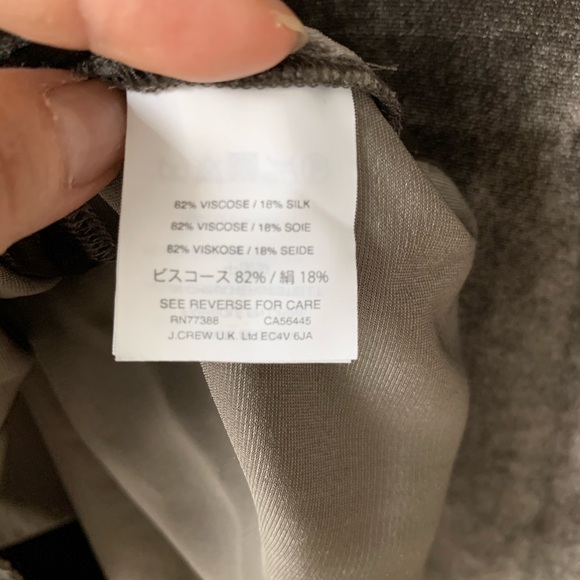 82% VISCOSE / 18% SILK
82% VISCOSE / 18% SOIE
82% VISKOSE / 18% SEIDE
ビスコース 82% / 絹 18%
SEE REVERSE FOR CARE
RN77388 CA56445
J.CREW U.K. Ltd EC4V 6JA